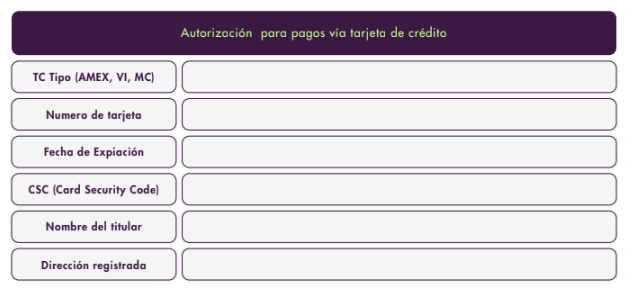 Autorización  para pagos vía tarjeta de crédito
TC Tipo (AMEX, VI, MC)
Numero de tarjeta
Fecha de Expiación
CSC (Card Security Code)
Nombre del titular
Dirección registrada